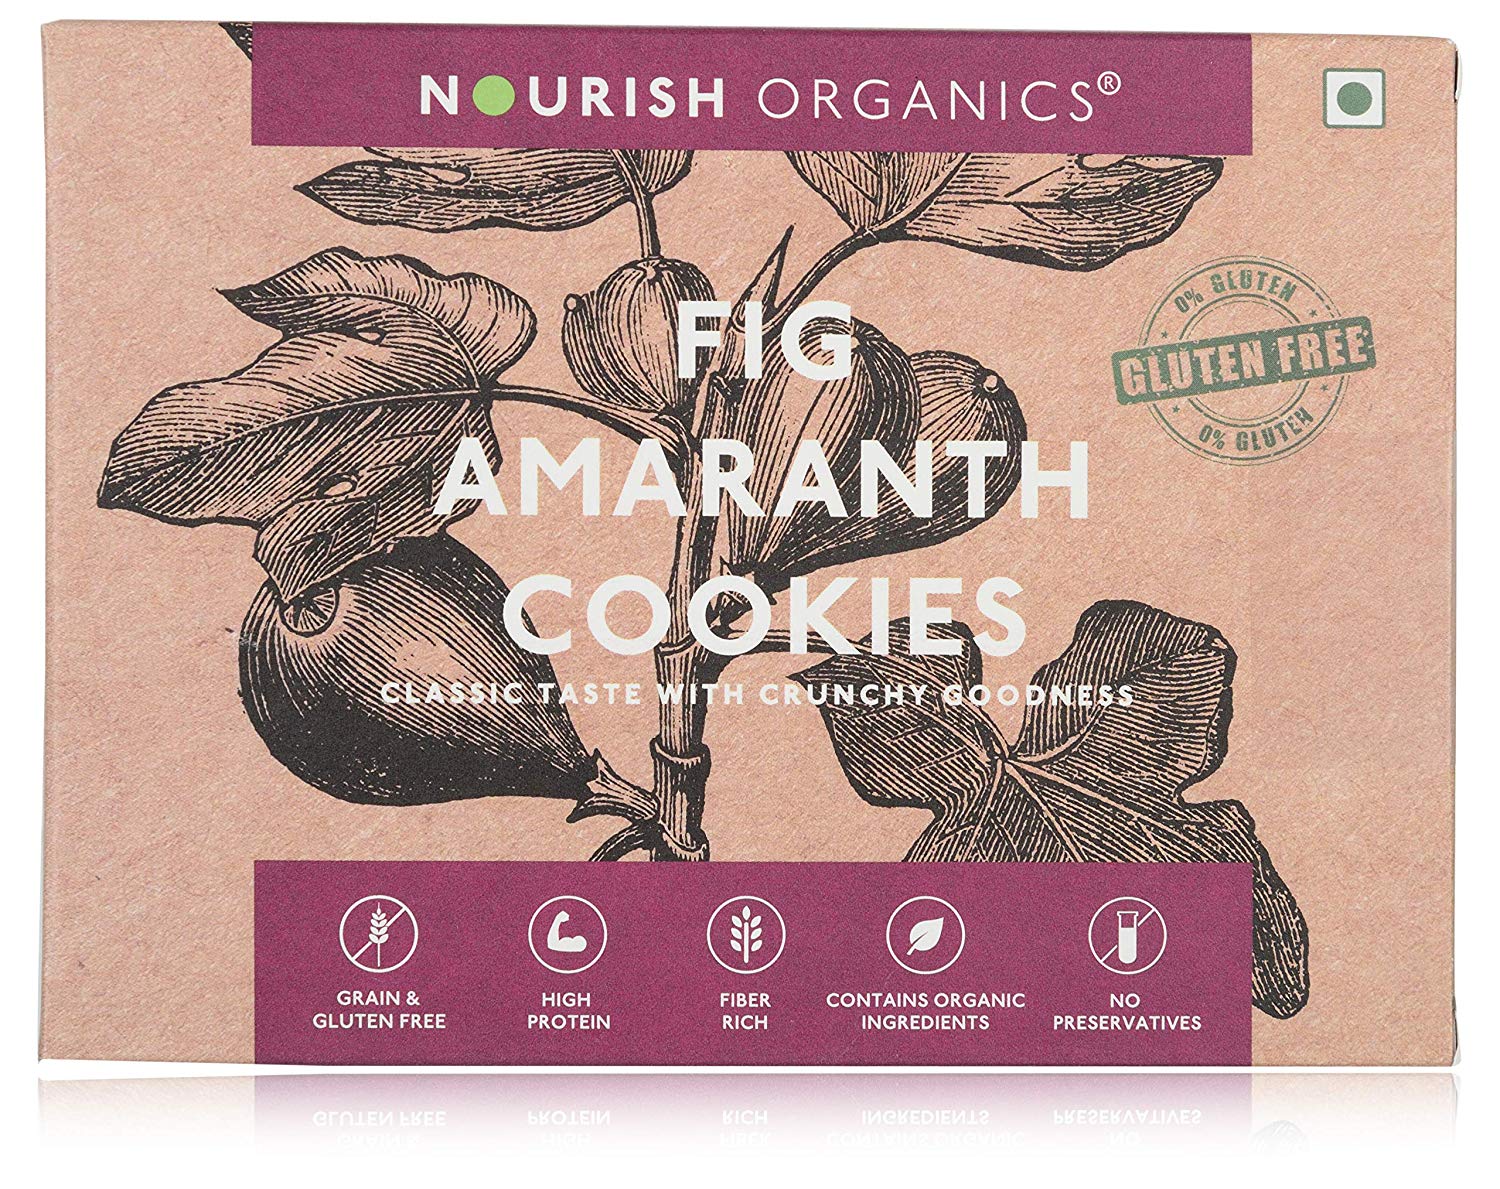 NOURISH ORGANICS®
0% GLUTEN
GLUTEN FREE
0% GLUTEN
FIG
AMARANTH
COOKIES
CLASSIC TASTE WITH CRUNCHY GOODNESS
GRAIN &
GLUTEN FREE
HIGH
PROTEIN
FIBER
RICH
CONTAINS ORGANIC
INGREDIENTS
NO
PRESERVATIVES